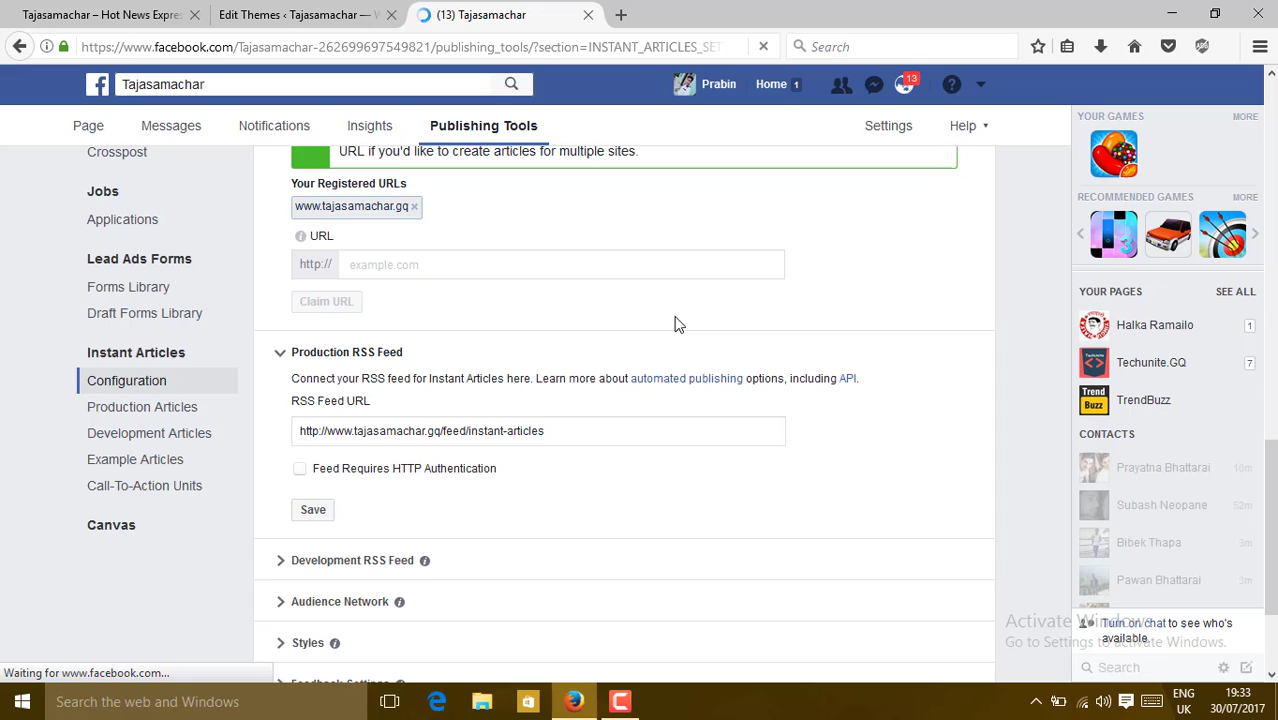 Tajasamachar – Hot News Expres
Edit Themes ‹ Tajasamachar — W
(13) Tajasamachar
https://www.facebook.com/Tajasamachar-262699697549821/publishing_tools/?section=INSTANT_ARTICLES_SET
Search
Tajasamachar
Prabin
Home 1
13
Page
Messages
Notifications
Insights
Publishing Tools
Settings
Help
Crosspost
Jobs
Applications
Lead Ads Forms
Forms Library
Draft Forms Library
Instant Articles
Configuration
Production Articles
Development Articles
Example Articles
Call-To-Action Units
Canvas
URL if you'd like to create articles for multiple sites.
Your Registered URLs
www.tajasamachar.gq
URL
http:// example.com
Claim URL
Production RSS Feed
Connect your RSS feed for Instant Articles here. Learn more about automated publishing options, including API.
RSS Feed URL
http://www.tajasamachar.gq/feed/instant-articles
Feed Requires HTTP Authentication
Save
Development RSS Feed
Audience Network
Styles
Feedback Settings
YOUR GAMES
MORE
RECOMMENDED GAMES
MORE
3
YOUR PAGES
SEE ALL
Halka Ramailo 1
Techunite.GQ 7
Trend Buzz
TrendBuzz
CONTACTS
Prayatna Bhattarai 10m
Subash Neopane 52m
Bibek Thapa 3m
Pawan Bhattarai 3m
Activate Windows
Go to Settings to activate Windows.
Turn on chat to see who's
available.
Search
Waiting for www.facebook.com...
Search the web and Windows
ENG
UK
19:33
30/07/2017